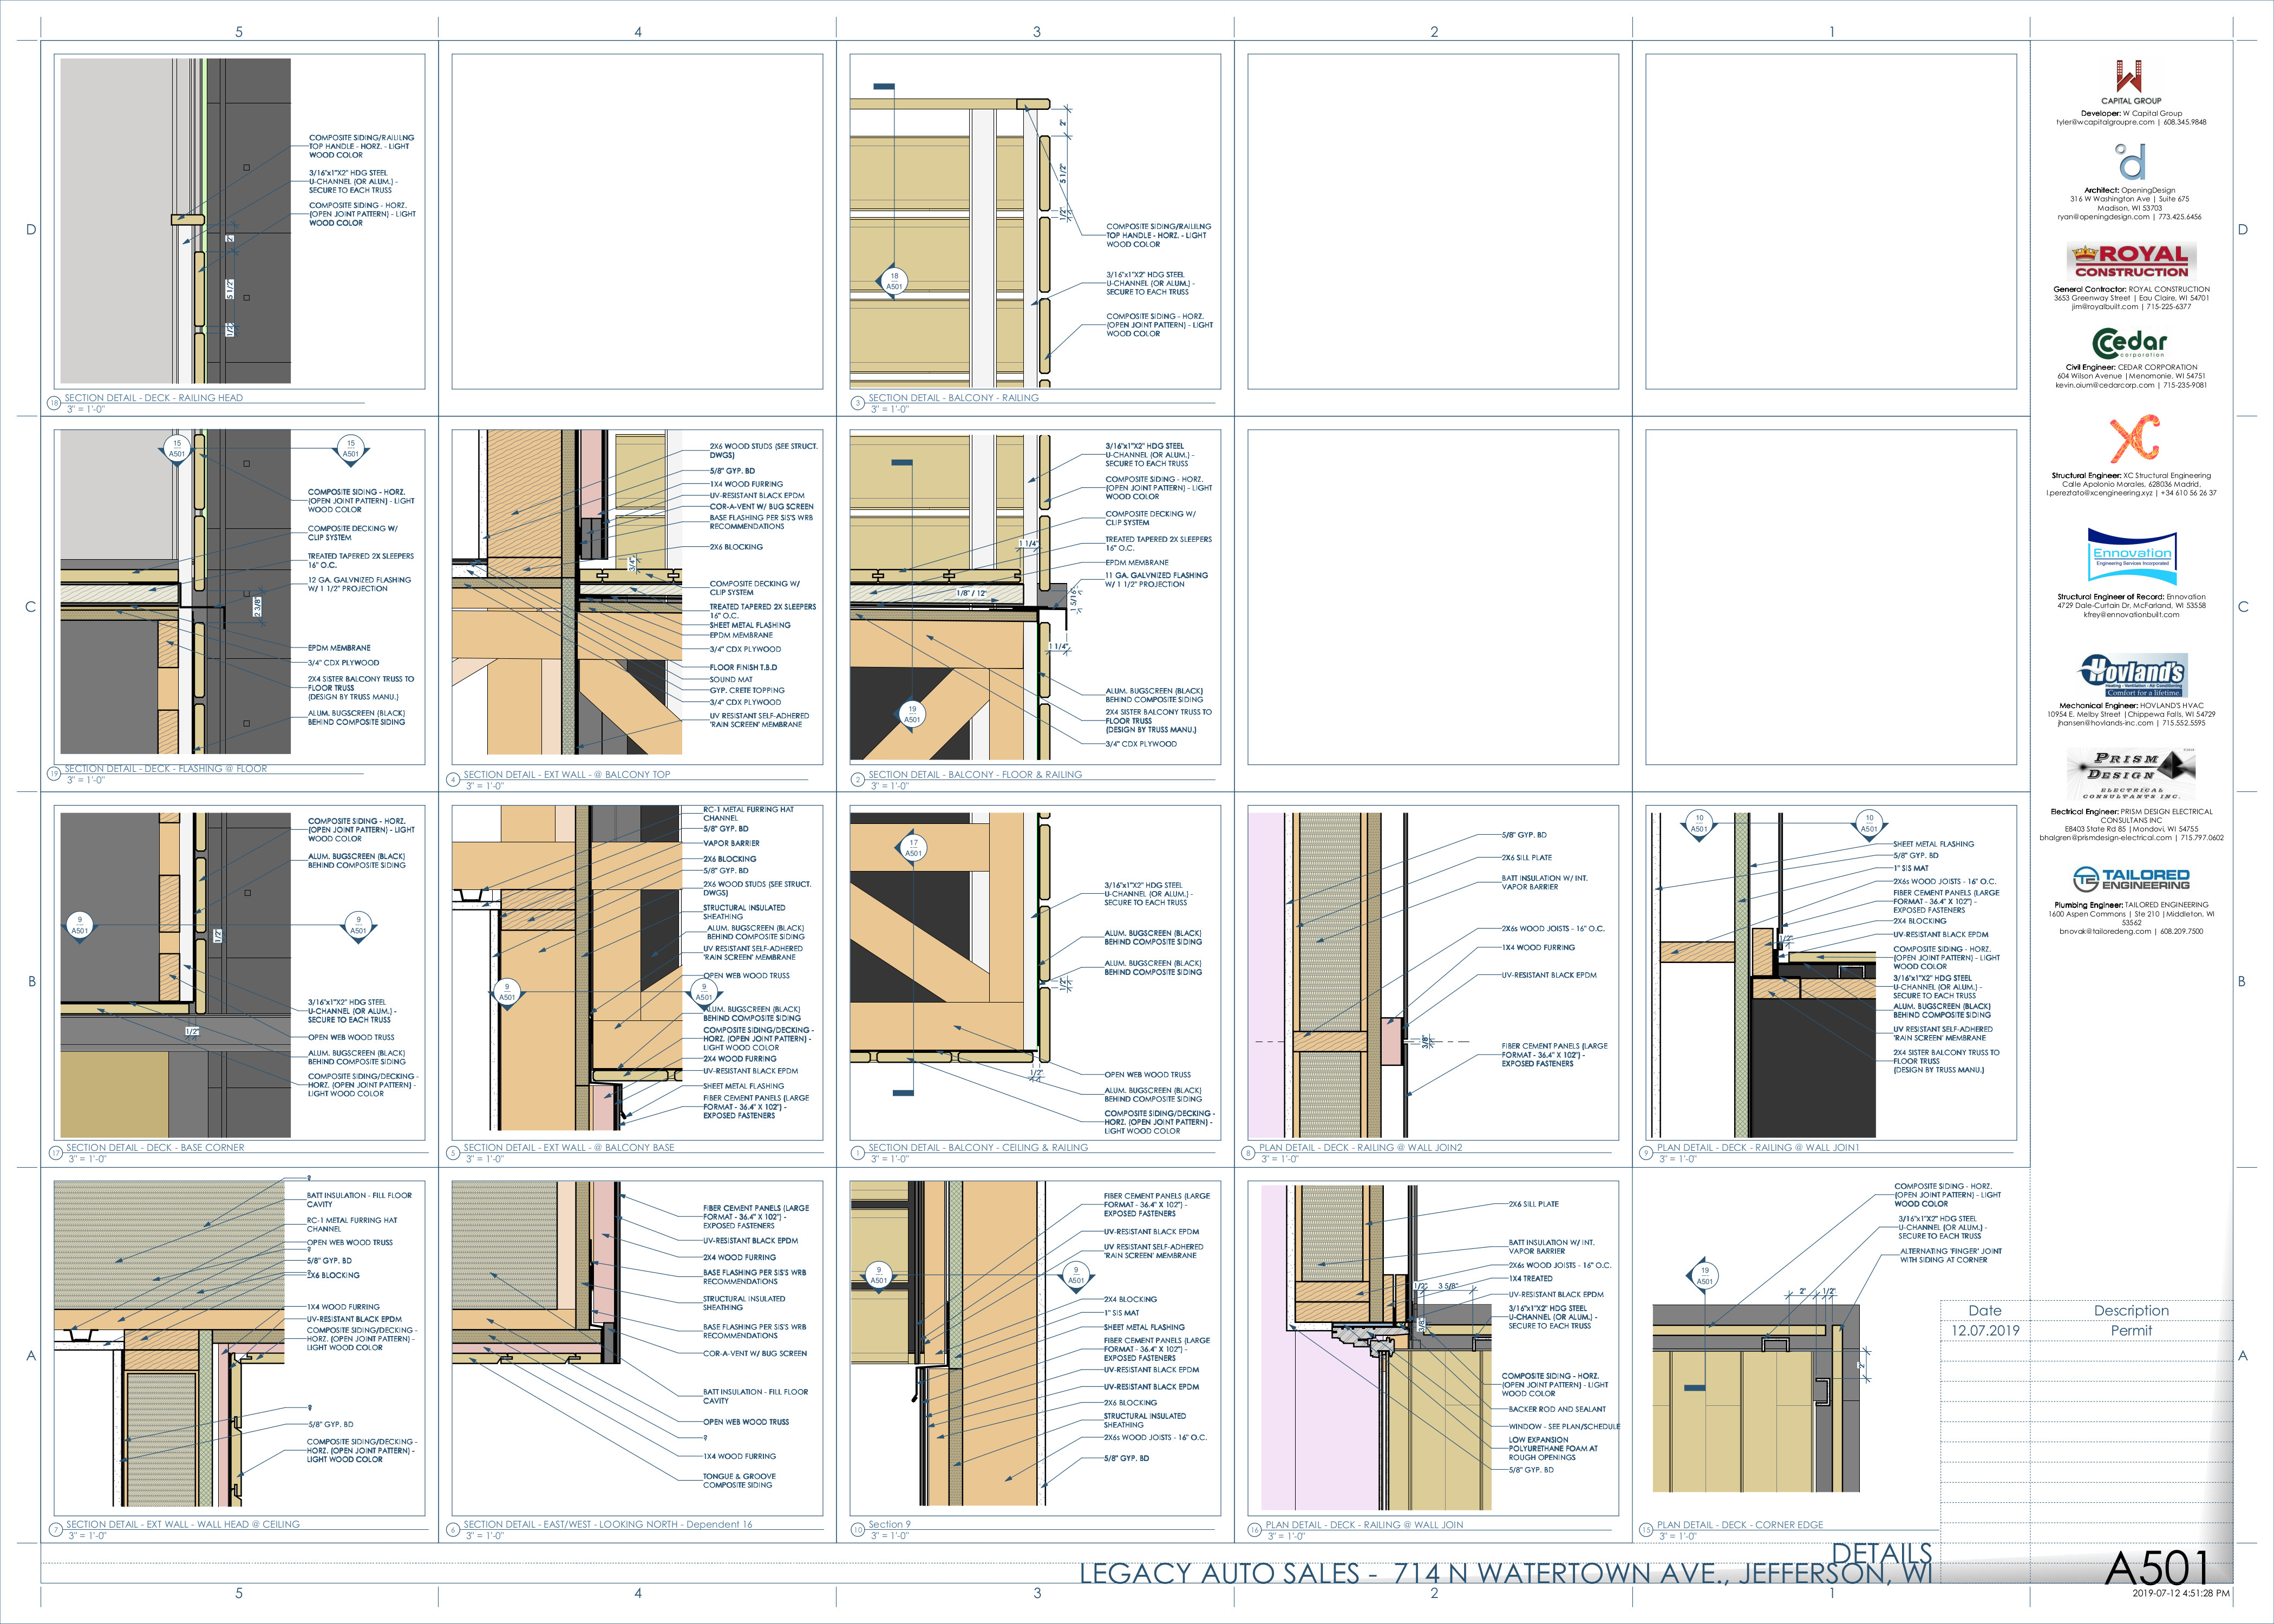 5
4
3
2
1
D
COMPOSITE SIDING/RAILILNG
TOP HANDLE - HORZ. - LIGHT
WOOD COLOR
3/16"x1"X2" HDG STEEL
U-CHANNEL (OR ALUM.) -
SECURE TO EACH TRUSS
COMPOSITE SIDING - HORZ.
(OPEN JOINT PATTERN) - LIGHT
WOOD COLOR
2"
5 1/2"
1/2"
18
SECTION DETAIL - DECK - RAILING HEAD
3" = 1'-0"
2"
5 1/2"
1/2"
18
A501
COMPOSITE SIDING/RAILILNG
TOP HANDLE - HORZ. - LIGHT
WOOD COLOR
3/16"x1"X2" HDG STEEL
U-CHANNEL (OR ALUM.) -
SECURE TO EACH TRUSS
COMPOSITE SIDING - HORZ.
(OPEN JOINT PATTERN) - LIGHT
WOOD COLOR
3
SECTION DETAIL - BALCONY - RAILING
3" = 1'-0"
D
C
15
A501
15
A501
COMPOSITE SIDING - HORZ.
(OPEN JOINT PATTERN) - LIGHT
WOOD COLOR
COMPOSITE DECKING W/
CLIP SYSTEM
TREATED TAPERED 2X SLEEPERS
16" O.C.
12 GA. GALVNIZED FLASHING
W/ 1 1/2" PROJECTION
2 3/8"
EPDM MEMBRANE
3/4" CDX PLYWOOD
2X4 SISTER BALCONY TRUSS TO
FLOOR TRUSS
(DESIGN BY TRUSS MANU.)
ALUM. BUGSCREEN (BLACK)
BEHIND COMPOSITE SIDING
19
SECTION DETAIL - DECK - FLASHING @ FLOOR
3" = 1'-0"
2X6 WOOD STUDS (SEE STRUCT.
DWGS)
5/8" GYP. BD
1X4 WOOD FURRING
UV-RESISTANT BLACK EPDM
COR-A-VENT W/ BUG SCREEN
BASE FLASHING PER SIS'S WRB
RECOMMENDATIONS
2X6 BLOCKING
3/4"
COMPOSITE DECKING W/
CLIP SYSTEM
TREATED TAPERED 2X SLEEPERS
16" O.C.
SHEET METAL FLASHING
EPDM MEMBRANE
3/4" CDX PLYWOOD
FLOOR FINISH T.B.D
SOUND MAT
GYP. CRETE TOPPING
3/4" CDX PLYWOOD
UV RESISTANT SELF-ADHERED
'RAIN SCREEN' MEMBRANE
4
SECTION DETAIL - EXT WALL - @ BALCONY TOP
3" = 1'-0"
3/16"x1"X2" HDG STEEL
U-CHANNEL (OR ALUM.) -
SECURE TO EACH TRUSS
COMPOSITE SIDING - HORZ.
(OPEN JOINT PATTERN) - LIGHT
WOOD COLOR
COMPOSITE DECKING W/
CLIP SYSTEM
TREATED TAPERED 2X SLEEPERS
16" O.C.
EPDM MEMBRANE
11 GA. GALVNIZED FLASHING
W/ 1 1/2" PROJECTION
1 1/4"
1/8" / 12"
1 5/16"
1 1/4"
19
A501
ALUM. BUGSCREEN (BLACK)
BEHIND COMPOSITE SIDING
2X4 SISTER BALCONY TRUSS TO
FLOOR TRUSS
(DESIGN BY TRUSS MANU.)
3/4" CDX PLYWOOD
2
SECTION DETAIL - BALCONY - FLOOR & RAILING
3" = 1'-0"
C
B
COMPOSITE SIDING - HORZ.
(OPEN JOINT PATTERN) - LIGHT
WOOD COLOR
ALUM. BUGSCREEN (BLACK)
BEHIND COMPOSITE SIDING
9
A501
9
A501
1/2"
3/16"x1"X2" HDG STEEL
U-CHANNEL (OR ALUM.) -
SECURE TO EACH TRUSS
1/2"
OPEN WEB WOOD TRUSS
ALUM. BUGSCREEN (BLACK)
BEHIND COMPOSITE SIDING
COMPOSITE SIDING/DECKING -
HORZ. (OPEN JOINT PATTERN) -
LIGHT WOOD COLOR
17
SECTION DETAIL - DECK - BASE CORNER
3" = 1'-0"
RC-1 METAL FURRING HAT
CHANNEL
5/8" GYP. BD
VAPOR BARRIER
2X6 BLOCKING
5/8" GYP. BD
2X6 WOOD STUDS (SEE STRUCT.
DWGS)
STRUCTURAL INSULATED
SHEATHING
ALUM. BUGSCREEN (BLACK)
BEHIND COMPOSITE SIDING
UV RESISTANT SELF-ADHERED
'RAIN SCREEN' MEMBRANE
OPEN WEB WOOD TRUSS
9
A501
9
A501
ALUM. BUGSCREEN (BLACK)
BEHIND COMPOSITE SIDING
COMPOSITE SIDING/DECKING -
HORZ. (OPEN JOINT PATTERN) -
LIGHT WOOD COLOR
2X4 WOOD FURRING
UV-RESISTANT BLACK EPDM
SHEET METAL FLASHING
FIBER CEMENT PANELS (LARGE
FORMAT - 36.4" X 102") -
EXPOSED FASTENERS
5
SECTION DETAIL - EXT WALL - @ BALCONY BASE
3" = 1'-0"
17
A501
3/16"x1"X2" HDG STEEL
U-CHANNEL (OR ALUM.) -
SECURE TO EACH TRUSS
ALUM. BUGSCREEN (BLACK)
BEHIND COMPOSITE SIDING
ALUM. BUGSCREEN (BLACK)
BEHIND COMPOSITE SIDING
1/2"
1/2"
OPEN WEB WOOD TRUSS
ALUM. BUGSCREEN (BLACK)
BEHIND COMPOSITE SIDING
COMPOSITE SIDING/DECKING -
HORZ. (OPEN JOINT PATTERN) -
LIGHT WOOD COLOR
1
SECTION DETAIL - BALCONY - CEILING & RAILING
3" = 1'-0"
5/8" GYP. BD
2X6 SILL PLATE
BATT INSULATION W/ INT.
VAPOR BARRIER
2X6s WOOD JOISTS - 16" O.C.
1X4 WOOD FURRING
UV-RESISTANT BLACK EPDM
3/8"
FIBER CEMENT PANELS (LARGE
FORMAT - 36.4" X 102") -
EXPOSED FASTENERS
8
PLAN DETAIL - DECK - RAILING @ WALL JOIN2
3" = 1'-0"
10
A501
10
A501
SHEET METAL FLASHING
5/8" GYP. BD
1" SIS MAT
2X6s WOOD JOISTS - 16" O.C.
FIBER CEMENT PANELS (LARGE
FORMAT - 36.4" X 102") -
EXPOSED FASTENERS
2X4 BLOCKING
UV-RESISTANT BLACK EPDM
1/2"
COMPOSITE SIDING - HORZ.
(OPEN JOINT PATTERN) - LIGHT
WOOD COLOR
3/16"x1"X2" HDG STEEL
U-CHANNEL (OR ALUM.) -
SECURE TO EACH TRUSS
ALUM. BUGSCREEN (BLACK)
BEHIND COMPOSITE SIDING
UV RESISTANT SELF-ADHERED
'RAIN SCREEN' MEMBRANE
2X4 SISTER BALCONY TRUSS TO
FLOOR TRUSS
(DESIGN BY TRUSS MANU.)
9
PLAN DETAIL - DECK - RAILING @ WALL JOIN1
3" = 1'-0"
B
A
?
BATT INSULATION - FILL FLOOR
CAVITY
RC-1 METAL FURRING HAT
CHANNEL
OPEN WEB WOOD TRUSS
?
5/8" GYP. BD
?
2X6 BLOCKING
1X4 WOOD FURRING
UV-RESISTANT BLACK EPDM
COMPOSITE SIDING/DECKING -
HORZ. (OPEN JOINT PATTERN) -
LIGHT WOOD COLOR
?
5/8" GYP. BD
COMPOSITE SIDING/DECKING -
HORZ. (OPEN JOINT PATTERN) -
LIGHT WOOD COLOR
7
SECTION DETAIL - EXT WALL - WALL HEAD @ CEILING
3" = 1'-0"
FIBER CEMENT PANELS (LARGE
FORMAT - 36.4" X 102") -
EXPOSED FASTENERS
UV-RESISTANT BLACK EPDM
2X4 WOOD FURRING
BASE FLASHING PER SIS'S WRB
RECOMMENDATIONS
STRUCTURAL INSULATED
SHEATHING
BASE FLASHING PER SIS'S WRB
RECOMMENDATIONS
COR-A-VENT W/ BUG SCREEN
BATT INSULATION - FILL FLOOR
CAVITY
OPEN WEB WOOD TRUSS
?
1X4 WOOD FURRING
TONGUE & GROOVE
COMPOSITE SIDING
6
SECTION DETAIL - EAST/WEST - LOOKING NORTH - Dependent 16
3" = 1'-0"
FIBER CEMENT PANELS (LARGE
FORMAT - 36.4" X 102") -
EXPOSED FASTENERS
UV-RESISTANT BLACK EPDM
UV RESISTANT SELF-ADHERED
'RAIN SCREEN' MEMBRANE
9
A501
9
A501
2X4 BLOCKING
1" SIS MAT
SHEET METAL FLASHING
FIBER CEMENT PANELS (LARGE
FORMAT - 36.4" X 102") -
EXPOSED FASTENERS
UV-RESISTANT BLACK EPDM
UV-RESISTANT BLACK EPDM
2X6 BLOCKING
STRUCTURAL INSULATED
SHEATHING
2X6s WOOD JOISTS - 16" O.C.
5/8" GYP. BD
10
Section 9
3" = 1'-0"
2X6 SILL PLATE
BATT INSULATION W/ INT.
VAPOR BARRIER
2X6s WOOD JOISTS - 16" O.C.
1X4 TREATED
1/2"
3 5/8"
UV-RESISTANT BLACK EPDM
3/16"x1"X2" HDG STEEL
U-CHANNEL (OR ALUM.) -
SECURE TO EACH TRUSS
3/8"
COMPOSITE SIDING - HORZ.
(OPEN JOINT PATTERN) - LIGHT
WOOD COLOR
BACKER ROD AND SEALANT
WINDOW - SEE PLAN/SCHEDULE
LOW EXPANSION
POLYURETHANE FOAM AT
ROUGH OPENINGS
5/8" GYP. BD
16
PLAN DETAIL - DECK - RAILING @ WALL JOIN
3" = 1'-0"
COMPOSITE SIDING - HORZ.
(OPEN JOINT PATTERN) - LIGHT
WOOD COLOR
3/16"x1"X2" HDG STEEL
U-CHANNEL (OR ALUM.) -
SECURE TO EACH TRUSS
ALTERNATING 'FINGER' JOINT
WITH SIDING AT CORNER
19
A501
2"
1/2"
2"
15
PLAN DETAIL - DECK - CORNER EDGE
3" = 1'-0"
A
W
CAPITAL GROUP
Developer: W Capital Group
tyler@wcapitalgroupre.com | 608.345.9848
d
Architect: OpeningDesign
316 W Washington Ave | Suite 675
Madison, WI 53703
ryan@openingdesign.com | 773.425.6456
ROYAL
CONSTRUCTION
General Contractor: ROYAL CONSTRUCTION
3653 Greenway Street | Eau Claire, WI 54701
jim@royalbuilt.com | 715-225-6377
Cedar
corporation
Civil Engineer: CEDAR CORPORATION
604 Wilson Avenue |Menomonie, WI 54751
kevin.oium@cedarcorp.com | 715-235-9081
XC
Structural Engineer: XC Structural Engineering
Calle Apolonio Morales, 628036 Madrid,
l.pereztato@xcengineering.xyz | +34 610 56 26 37
Ennovation
Engineering Services Incorporated
Structural Engineer of Record: Ennovation
4729 Dale-Curtain Dr, McFarland, WI 53558
kfrey@ennovationbuilt.com
Hovland's
Heating - Ventilation - Air Conditioning
Comfort for a lifetime.
Mechanical Engineer: HOVLAND'S HVAC
10954 E. Melby Street |Chippewa Falls, WI 54729
jhansen@hovlands-inc.com | 715.552.5595
PRISM
DESIGN
ELECTRICAL
CONSULTANTS INC.
Electrical Engineer: PRISM DESIGN ELECTRICAL
CONSULTANS INC
E8403 State Rd 85 |Mondovi, WI 54755
bhalgren@prismdesign-electrical.com | 715.797.0602
TE TAILORED
ENGINEERING
Plumbing Engineer: TAILORED ENGINEERING
1600 Aspen Commons | Ste 210 |Middleton, WI
53562
bnovak@tailoredeng.com | 608.209.7500
Date
Description
12.07.2019
Permit
DETAILS
LEGACY AUTO SALES - 714 N WATERTOWN AVE., JEFFERSON, WI
A501
2019-07-12 4:51:28 PM
5
4
3
2
1